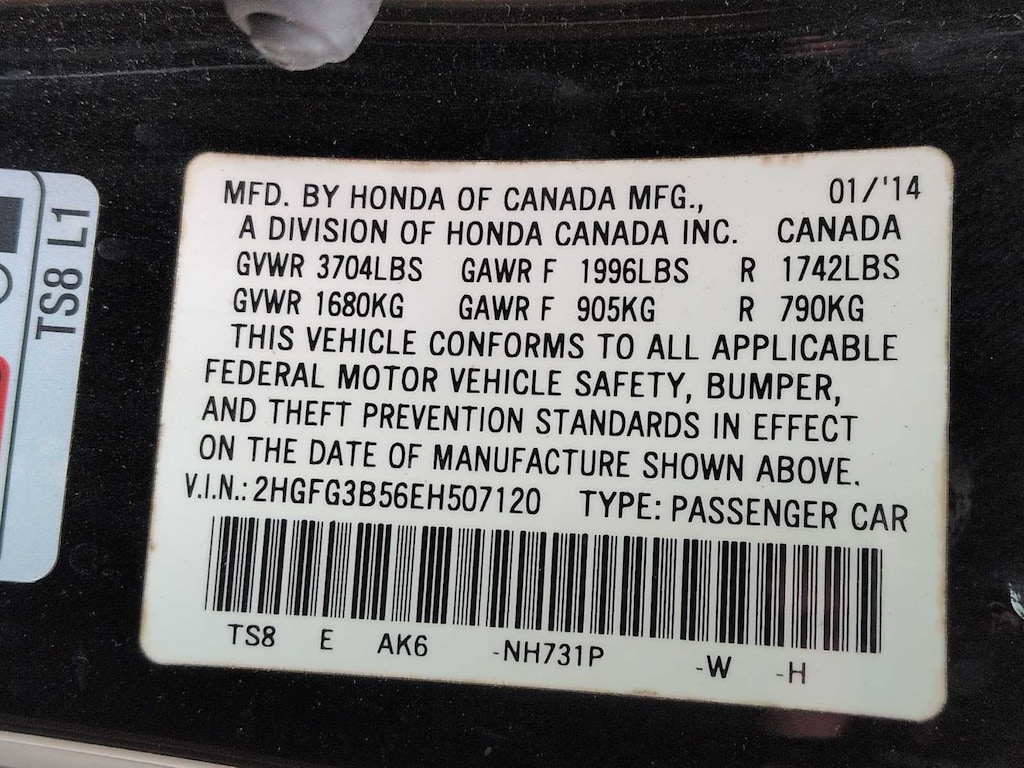 MFD. BY HONDA OF CANADA MFG., 01/'14
A DIVISION OF HONDA CANADA INC. CANADA
GVWR 3704LBS GAWR F 1996LBS R 1742LBS
GVWR 1680KG GAWR F 905KG R 790KG
THIS VEHICLE CONFORMS TO ALL APPLICABLE
FEDERAL MOTOR VEHICLE SAFETY, BUMPER,
AND THEFT PREVENTION STANDARDS IN EFFECT
ON THE DATE OF MANUFACTURE SHOWN ABOVE.
V.I.N.: 2HGFG3B56EH507120 TYPE: PASSENGER CAR
TS8 E AK6 -NH731P -W -H
TS8 L1